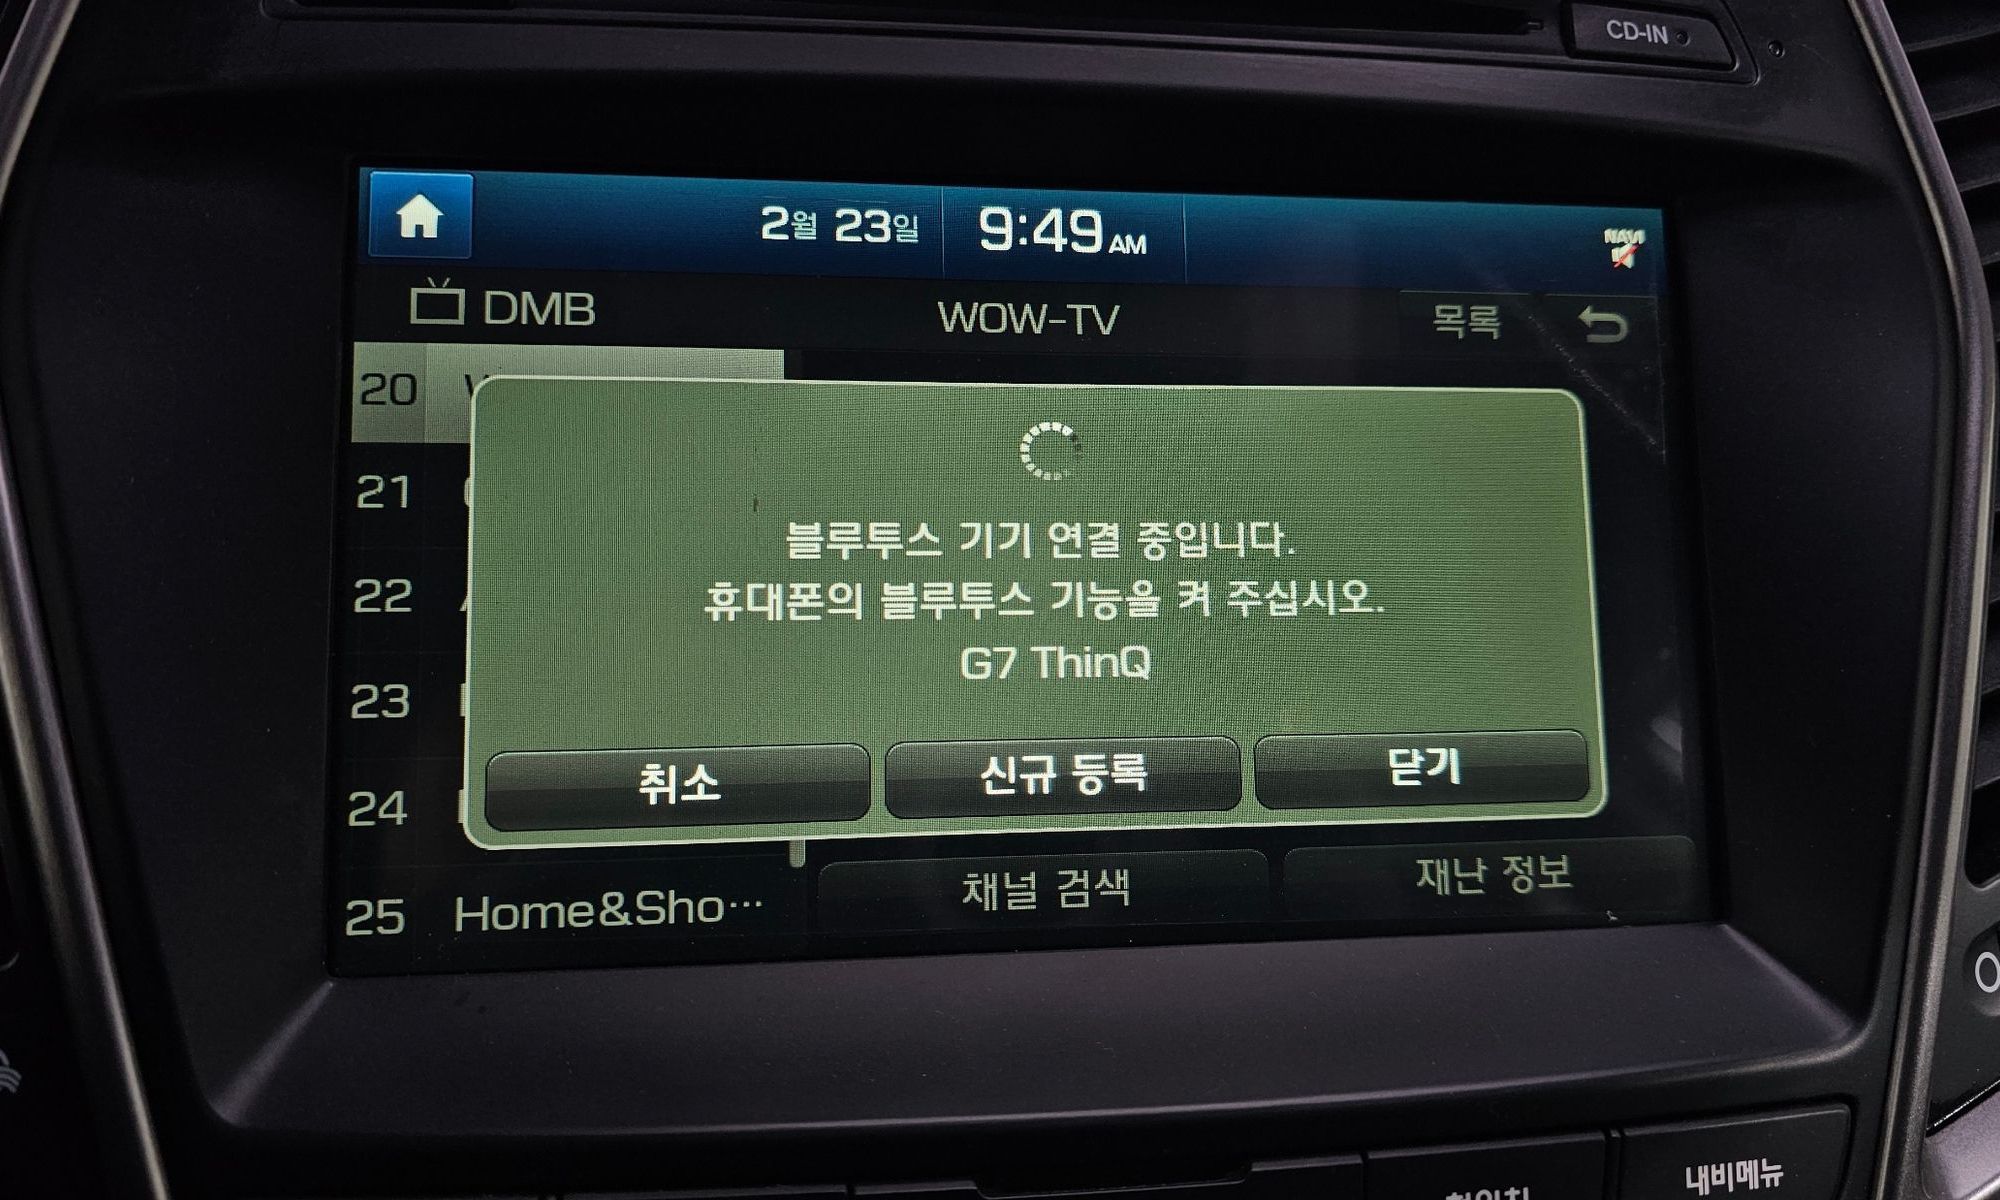 CD-IN
2월 23일 9:49 AM
NAVI
DMB WOW-TV 목록
20
21
22
23
24
25 Home&Sho···
블루투스 기기 연결 중입니다.
휴대폰의 블루투스 기능을 켜 주십시오.
G7 ThinQ
취소 신규 등록 닫기
채널 검색 재난 정보
내비메뉴